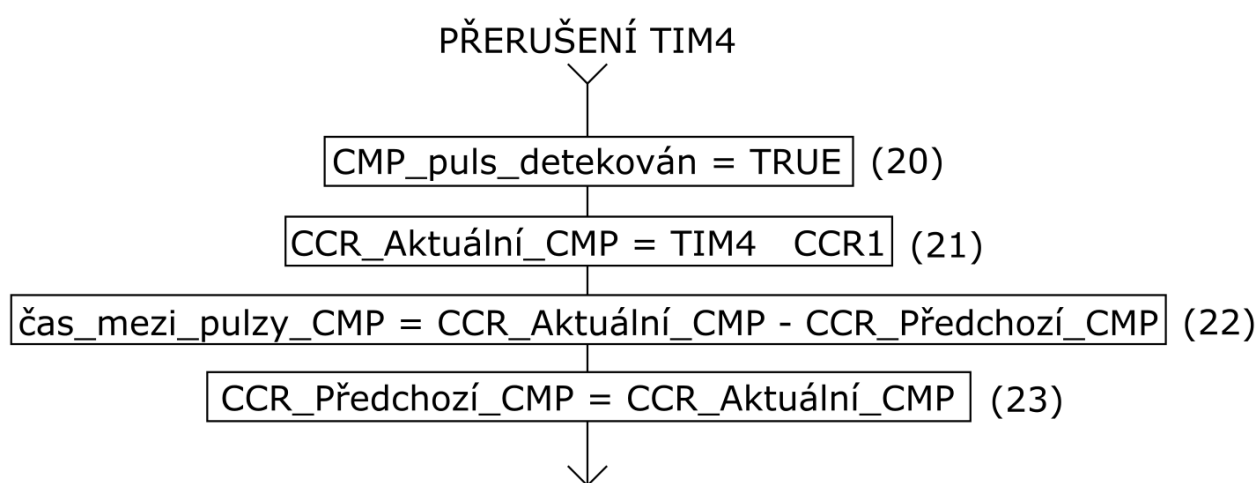 PŘERUŠENÍ TIM4
CMP_puls_detekován = TRUE (20)
CCR_Aktuální_CMP = TIM4 CCR1 (21)
čas_mezi_pulzy_CMP = CCR_Aktuální_CMP - CCR_Předchozí_CMP (22)
CCR_Předchozí_CMP = CCR_Aktuální_CMP (23)